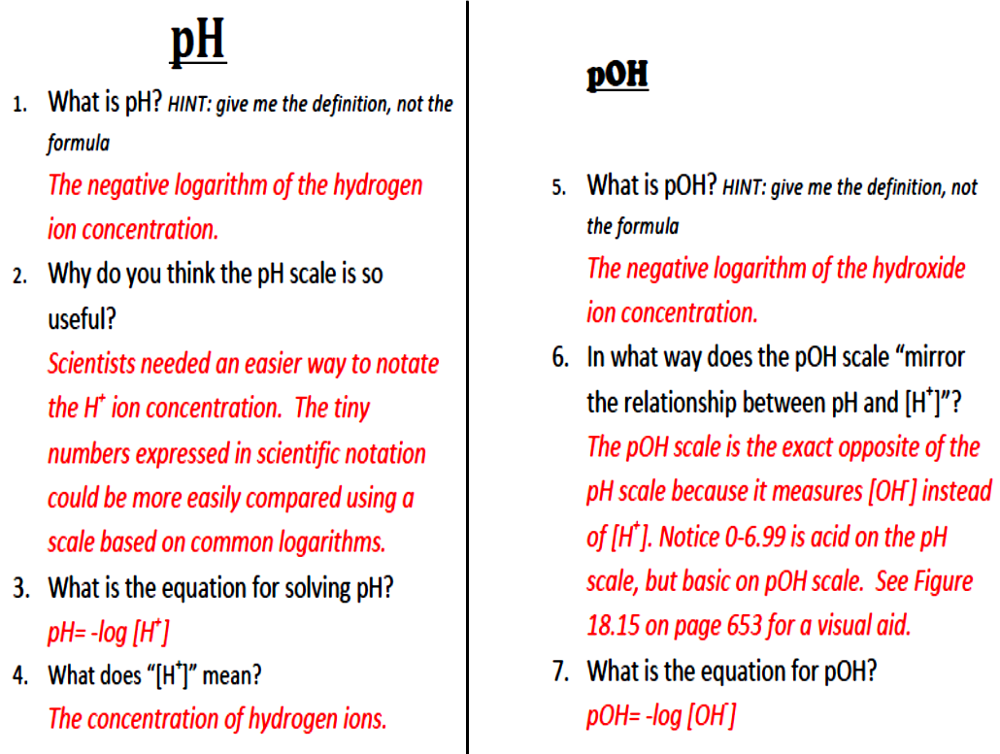 pH
1. What is pH? HINT: give me the definition, not the
formula
The negative logarithm of the hydrogen
ion concentration.
2. Why do you think the pH scale is so
useful?
Scientists needed an easier way to notate
the H⁺ ion concentration. The tiny
numbers expressed in scientific notation
could be more easily compared using a
scale based on common logarithms.
3. What is the equation for solving pH?
pH= -log [H⁺]
4. What does “[H⁺]” mean?
The concentration of hydrogen ions.
pOH
5. What is pOH? HINT: give me the definition, not
the formula
The negative logarithm of the hydroxide
ion concentration.
6. In what way does the pOH scale “mirror
the relationship between pH and [H⁺]”?
The pOH scale is the exact opposite of the
pH scale because it measures [OH⁻] instead
of [H⁺]. Notice 0-6.99 is acid on the pH
scale, but basic on pOH scale. See Figure
18.15 on page 653 for a visual aid.
7. What is the equation for pOH?
pOH= -log [OH⁻]